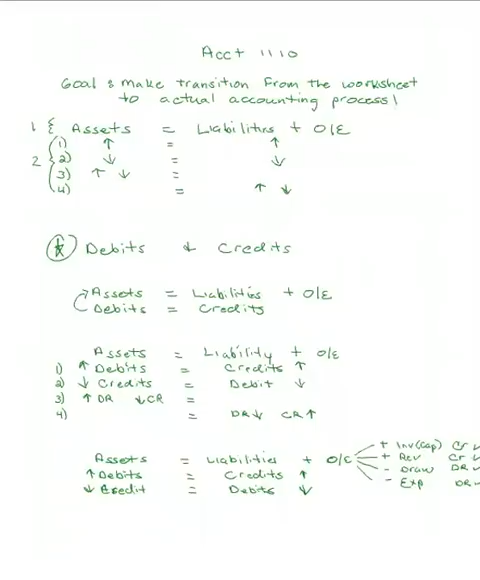 Acct 1110
Goal: make transition from the worksheet
to actual accounting process!
1 { Assets = Liabilities + O/E
2 { (1) ↑ = ↑
2) ↓ = ↓
3) ↑ ↓ =
4) = ↑ ↓
★ Debits & Credits
Assets = Liabilities + O/E
Debits = Credits
Assets = Liability + O/E
1) ↑ Debits = Credits ↑
2) ↓ Credits = Debit ↓
3) ↑ DR ↓ CR =
4) = DR ↓ CR ↑
Assets = Liabilities + O/E
↑ Debits = Credits ↑
↓ Credit = Debits ↓
+ Inv(Cap) Cr ✓
+ Rev Cr ✓
- Draw DR ✓
- Exp DR ✓